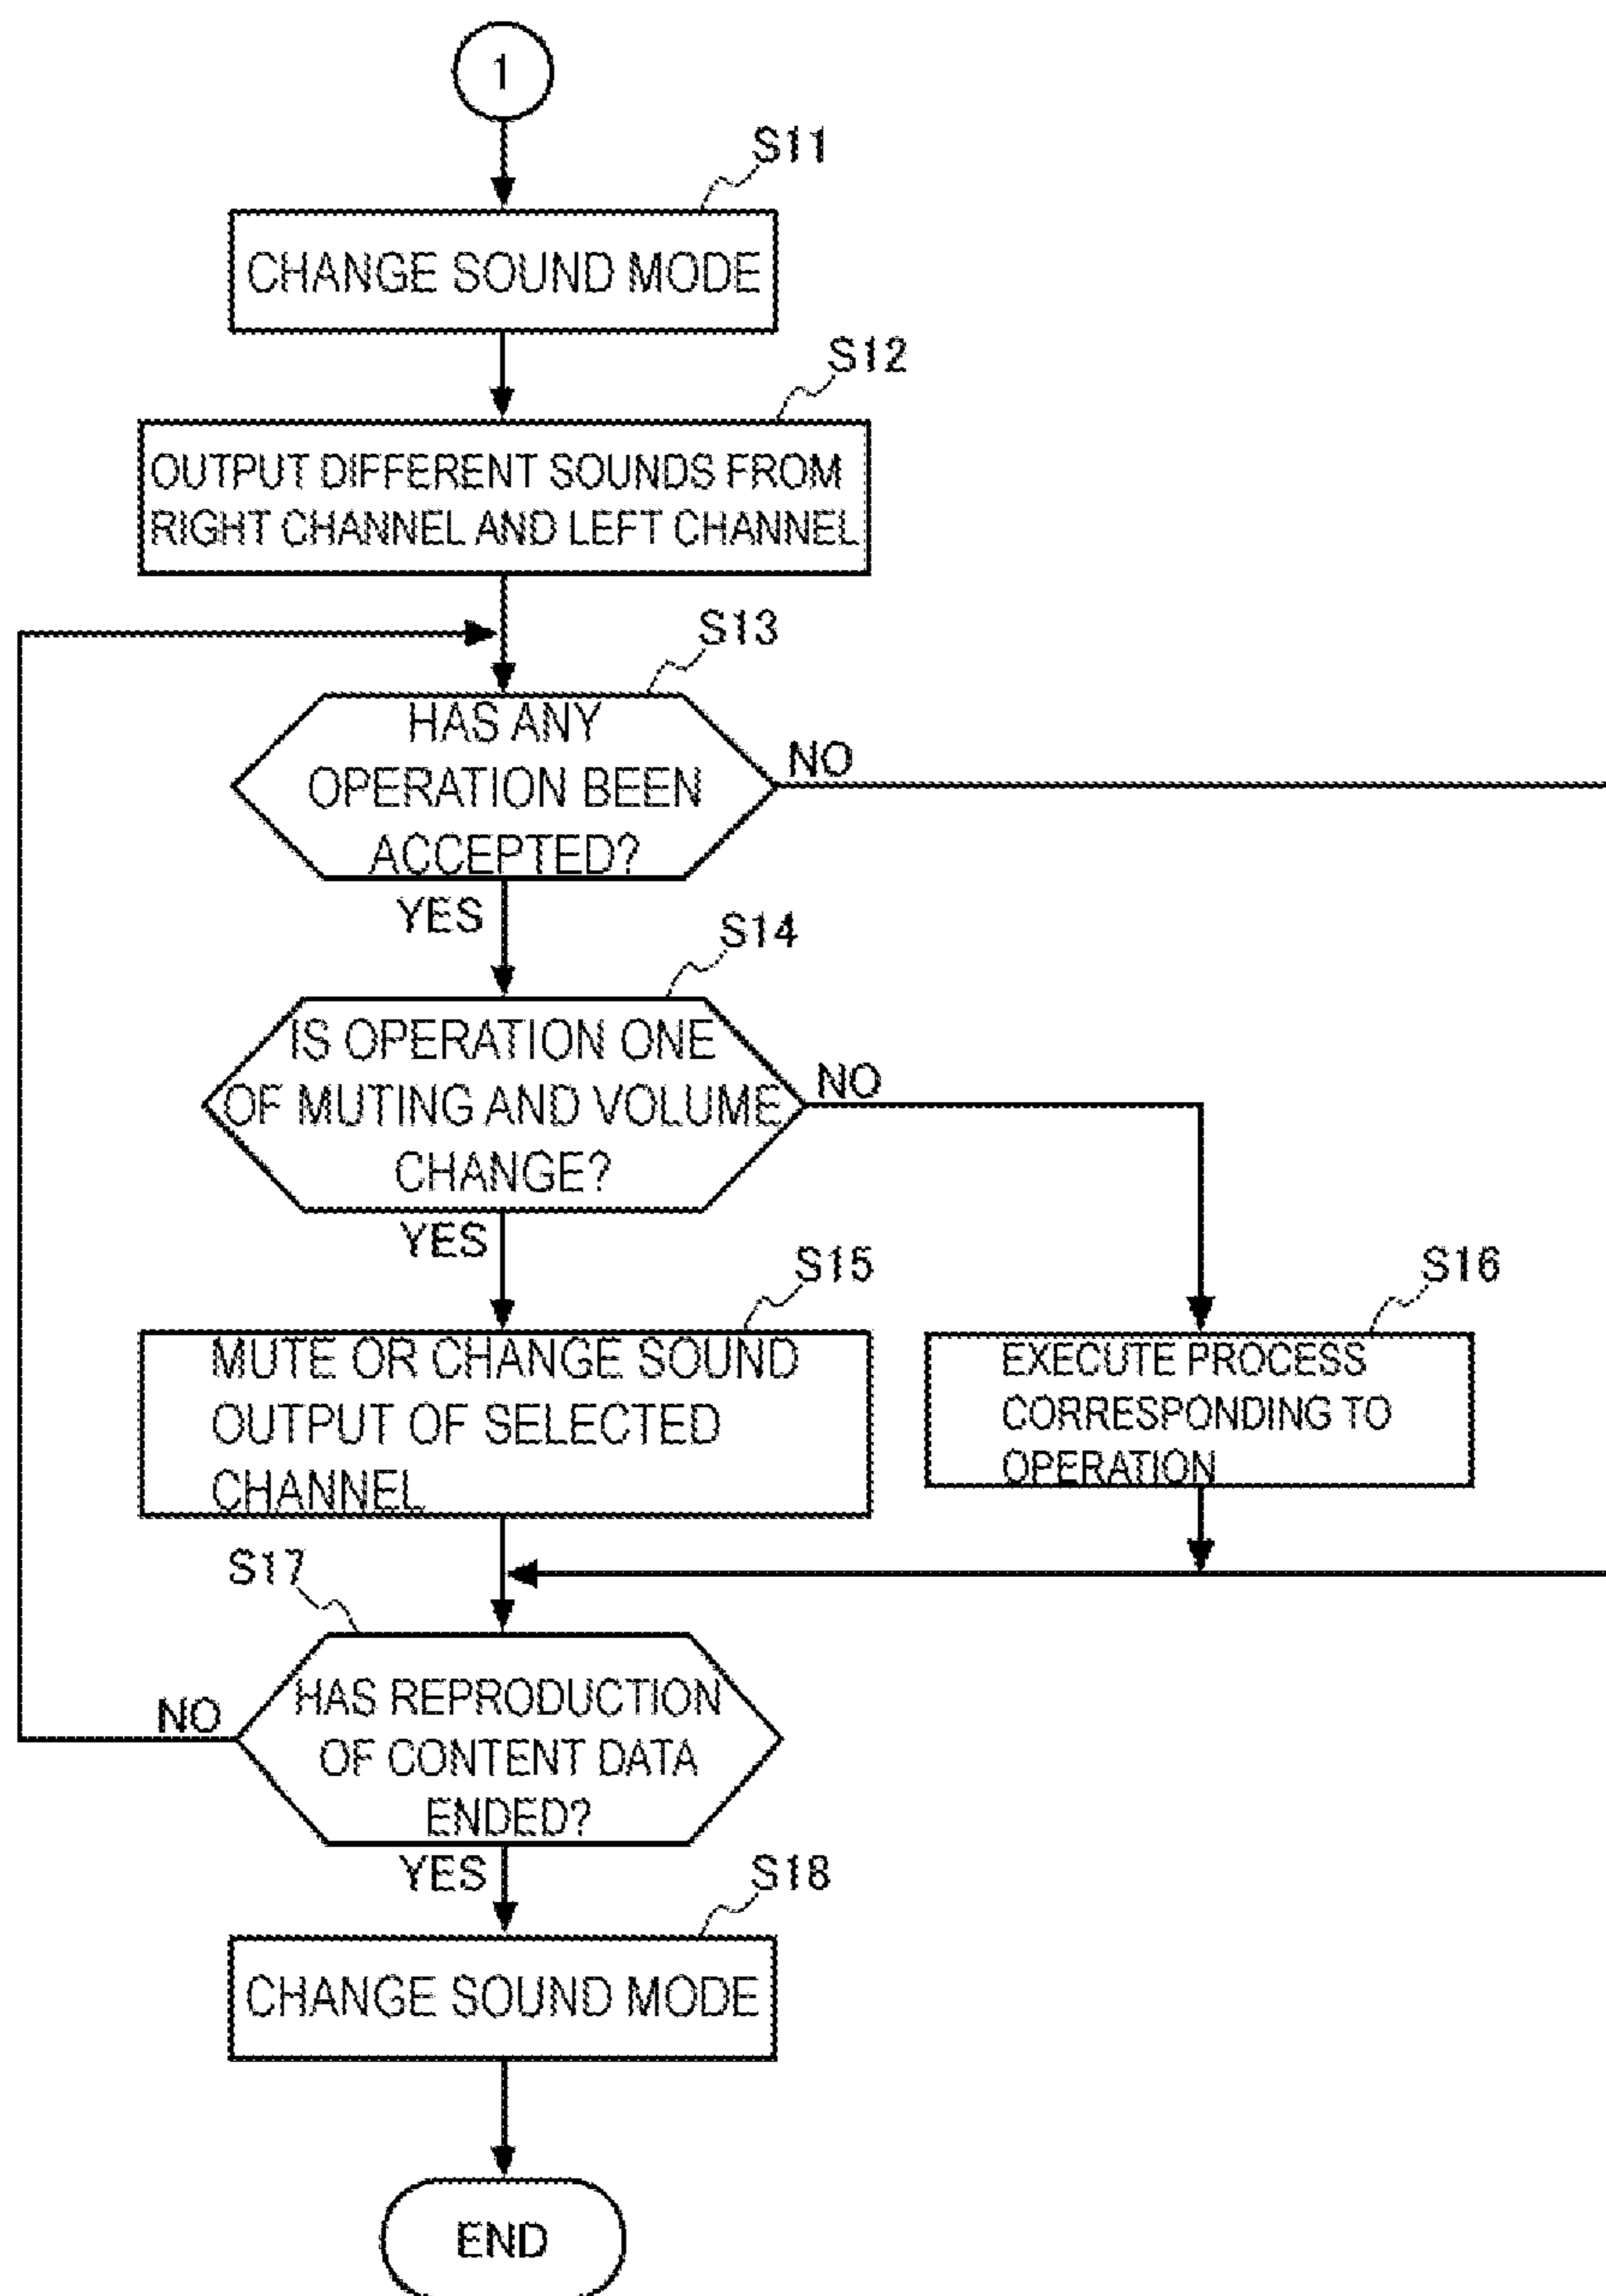 1
S11
CHANGE SOUND MODE
S12
OUTPUT DIFFERENT SOUNDS FROM
RIGHT CHANNEL AND LEFT CHANNEL
S13
HAS ANY
OPERATION BEEN
ACCEPTED?
NO
YES
S14
IS OPERATION ONE
OF MUTING AND VOLUME
CHANGE?
NO
YES
S15
MUTE OR CHANGE SOUND
OUTPUT OF SELECTED
CHANNEL
S16
EXECUTE PROCESS
CORRESPONDING TO
OPERATION
S17
HAS REPRODUCTION
OF CONTENT DATA
ENDED?
NO
YES
S18
CHANGE SOUND MODE
END